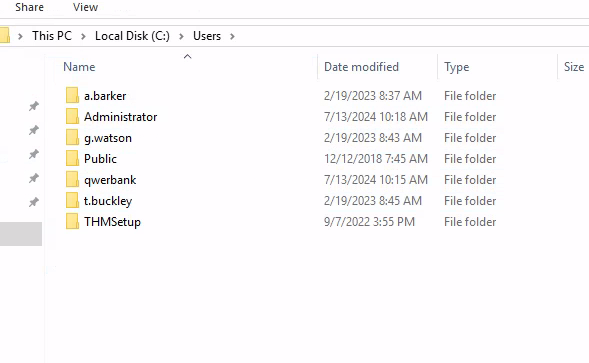 Share View
This PC > Local Disk (C:) > Users >
Name Date modified Type Size
a.barker 2/19/2023 8:37 AM File folder
Administrator 7/13/2024 10:18 AM File folder
g.watson 2/19/2023 8:43 AM File folder
Public 12/12/2018 7:45 AM File folder
qwerbank 7/13/2024 10:15 AM File folder
t.buckley 2/19/2023 8:45 AM File folder
THMSetup 9/7/2022 3:55 PM File folder